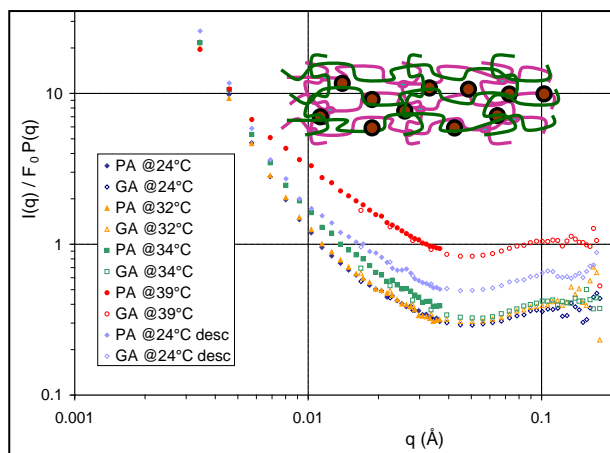 I(q) / F0 P(q)
10
1
0.1
PA @24°C
GA @24°C
PA @32°C
GA @32°C
PA @34°C
GA @34°C
PA @39°C
GA @39°C
PA @24°C desc
GA @24°C desc
0.001
0.01
0.1
q (Å)